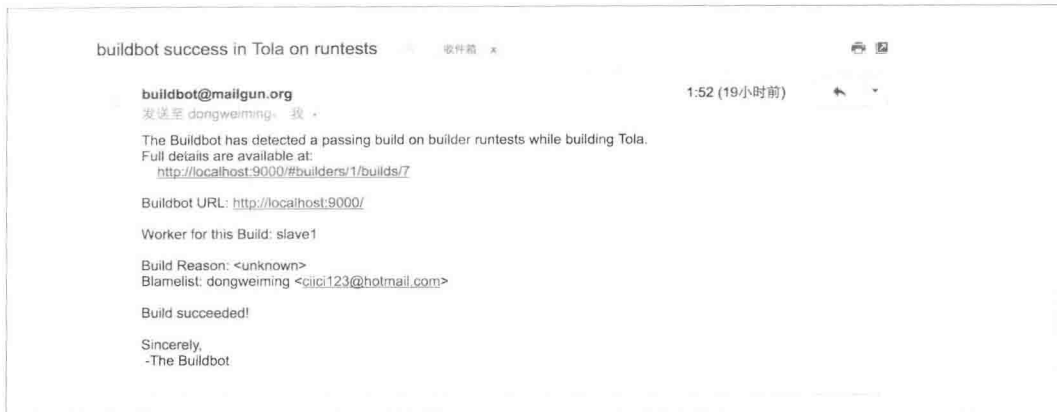 buildbot success in Tola on runtests 收件箱 x
buildbot@mailgun.org 1:52 (19小时前)
发送至 dongweiming、 我
The Buildbot has detected a passing build on builder runtests while building Tola.
Full details are available at:
http://localhost:9000/#builders/1/builds/7
Buildbot URL: http://localhost:9000/
Worker for this Build: slave1
Build Reason: <unknown>
Blamelist: dongweiming <ciici123@hotmail.com>
Build succeeded!
Sincerely,
-The Buildbot